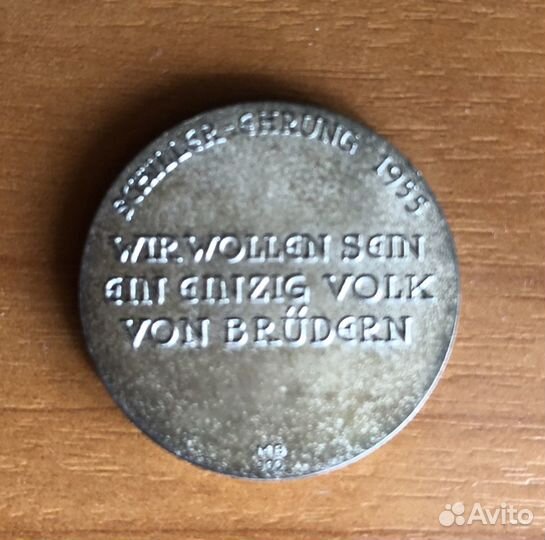 SCHILLER-EHRUNG 1955
WIR WOLLEN SEIN
EIN EINZIG VOLK
VON BRÜDERN
Avito